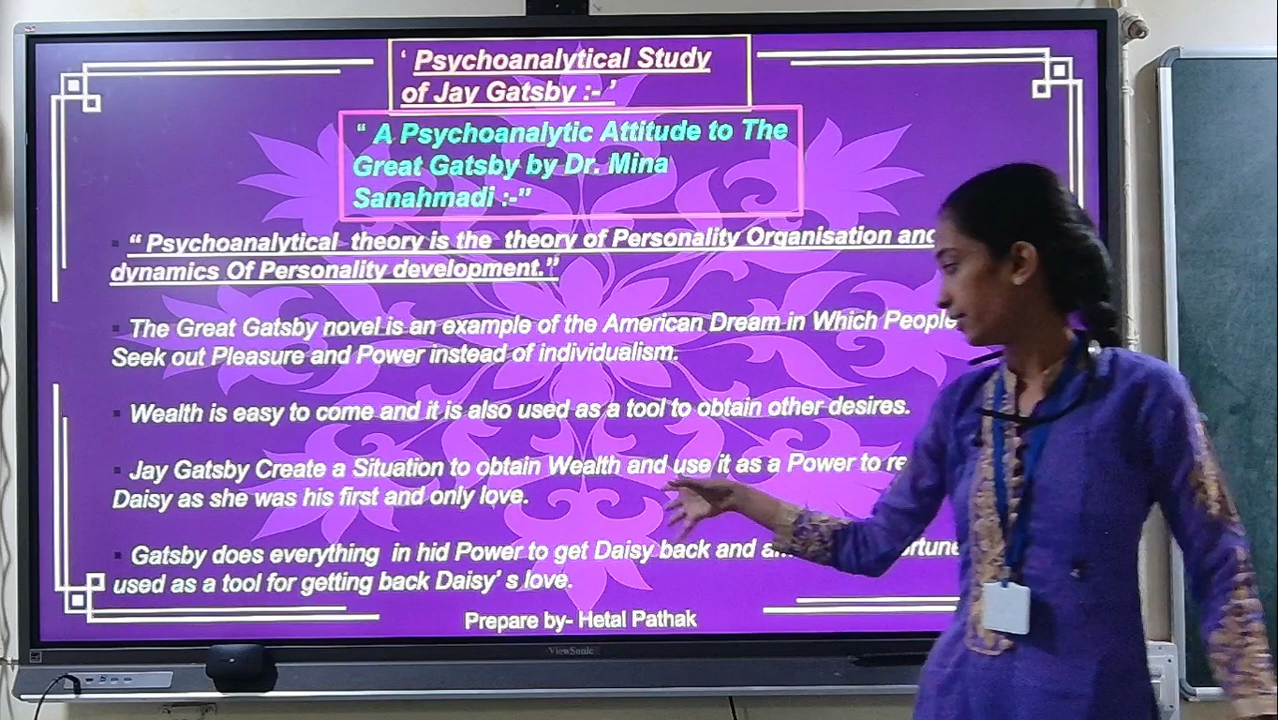 ‘ Psychoanalytical Study
of Jay Gatsby :- ’
“ A Psychoanalytic Attitude to The
Great Gatsby by Dr. Mina
Sanahmadi :-”
“ Psychoanalytical theory is the theory of Personality Organisation and
dynamics Of Personality development.”
The Great Gatsby novel is an example of the American Dream in Which People
Seek out Pleasure and Power instead of individualism.
Wealth is easy to come and it is also used as a tool to obtain other desires.
Jay Gatsby Create a Situation to obtain Wealth and use it as a Power to
Daisy as she was his first and only love.
Gatsby does everything in hid Power to get Daisy back and
used as a tool for getting back Daisy’ s love.
Prepare by- Hetal Pathak
ViewSonic